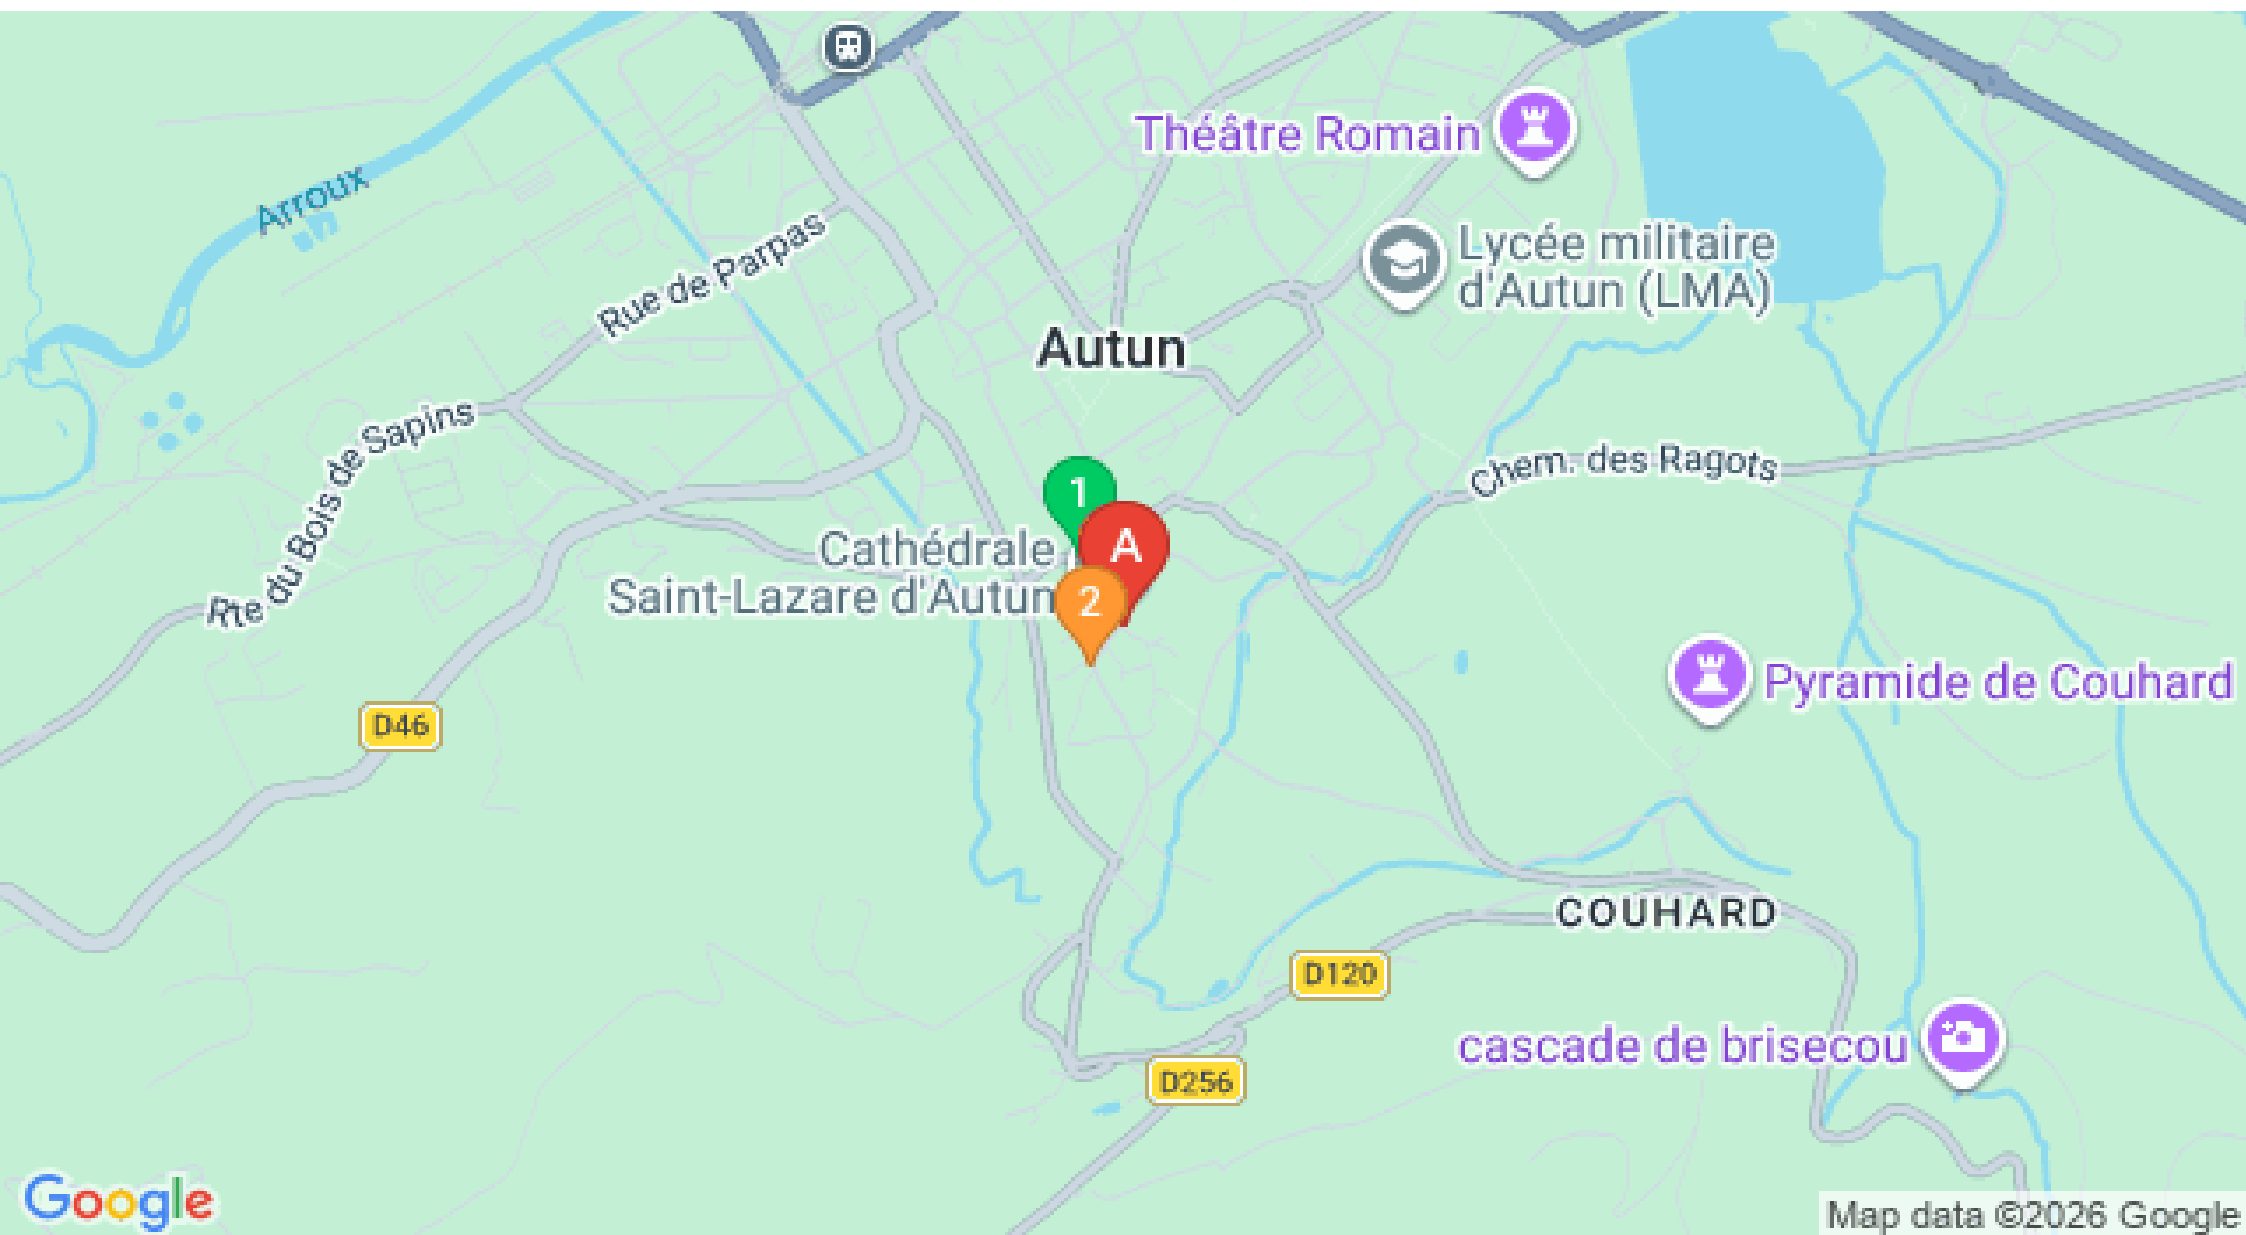 Théâtre Romain
Arroux
Lycée militaire
d'Autun (LMA)
Rue de Parpas
Autun
Rte du Bois de Sapins
Chem. des Ragots
1
A
Cathédrale
Saint-Lazare d'Autun
2
Pyramide de Couhard
D46
COUHARD
D120
cascade de brisecou
D256
Google
Map data ©2026 Google